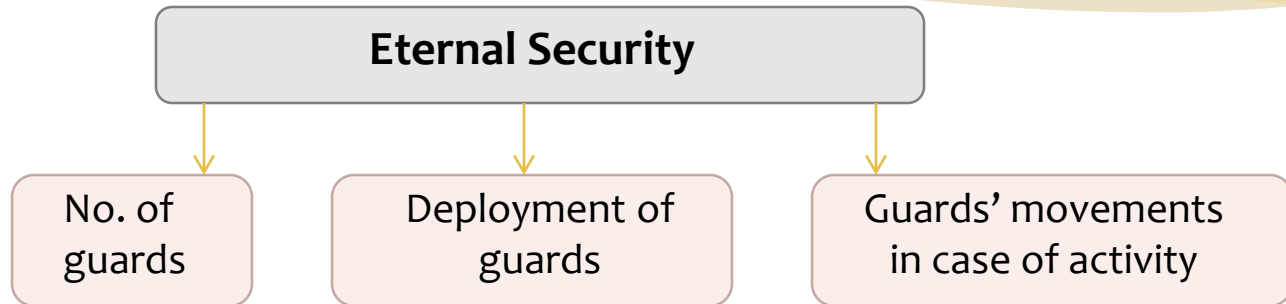 Eternal Security
No. of
guards
Deployment of
guards
Guards’ movements
in case of activity